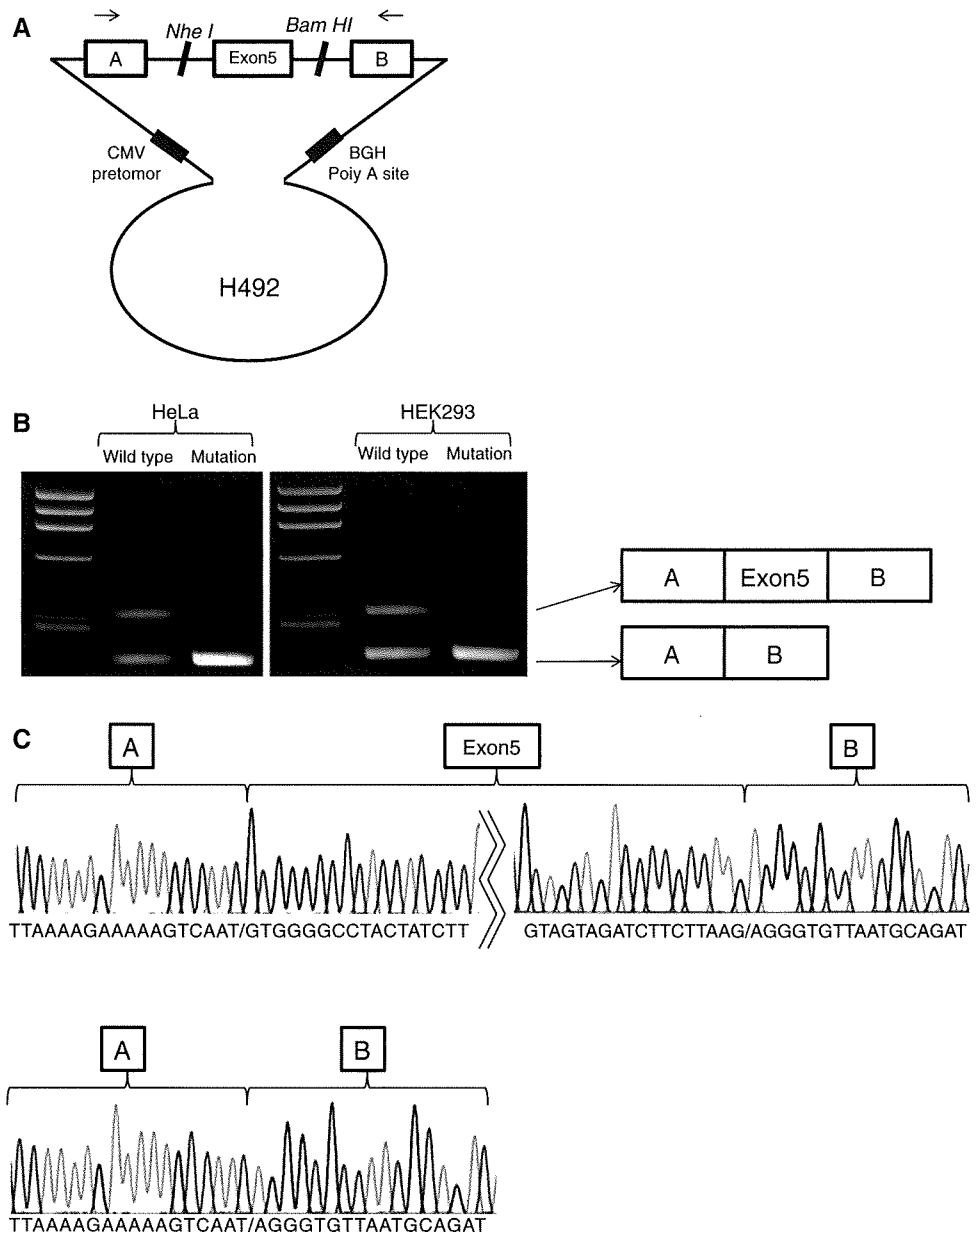 A
Nhe I
Bam HI
A
Exon5
B
CMV
pretomor
BGH
Poiy A site
H492
B
HeLa
HEK293
Wild type
Mutation
Wild type
Mutation
A
Exon5
B
A
B
C
A
Exon5
B
TTAAAAGAAAAAGTCAAT/GTGGGGCCTACTATCTT
GTAGTAGATCTTCTTAAG/AGGGTGTTAATGCAGAT
A
B
TTAAAAGAAAAAGTCAAT/AGGGTGTTAATGCAGAT